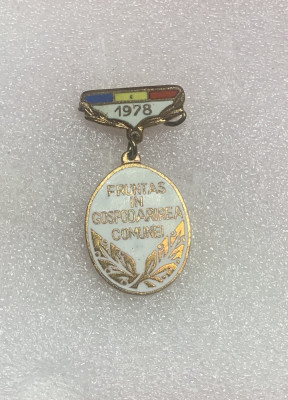 1978
FRUNTAS
IN
GOSPODARIREA
COMUNEI